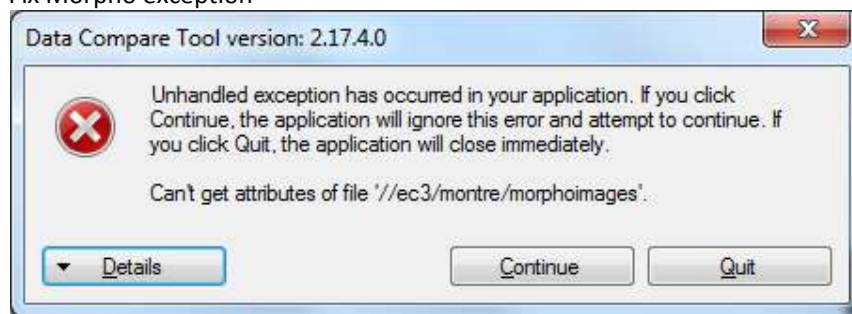 Fix Morpho exception
Data Compare Tool version: 2.17.4.0
Unhandled exception has occurred in your application. If you click
Continue, the application will ignore this error and attempt to continue. If
you click Quit, the application will close immediately.
Can't get attributes of file '//ec3/montre/morphoimages'.
Details
Continue
Quit